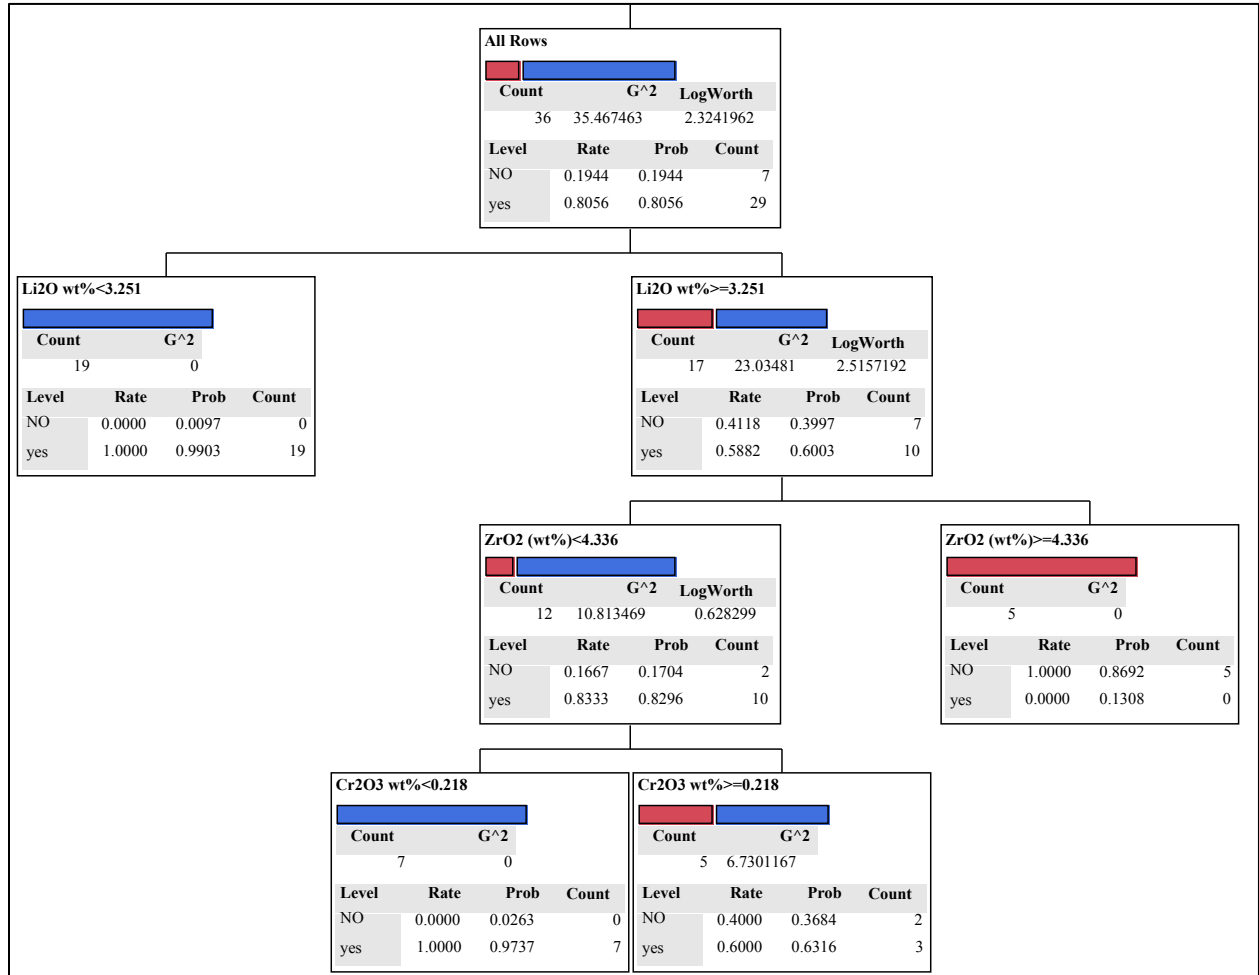 All Rows
Count G^2 LogWorth
36 35.467463 2.3241962
Level Rate Prob Count
NO 0.1944 0.1944 7
yes 0.8056 0.8056 29
Li2O wt%<3.251
Count G^2
19 0
Level Rate Prob Count
NO 0.0000 0.0097 0
yes 1.0000 0.9903 19
Li2O wt%>=3.251
Count G^2 LogWorth
17 23.03481 2.5157192
Level Rate Prob Count
NO 0.4118 0.3997 7
yes 0.5882 0.6003 10
ZrO2 (wt%)<4.336
Count G^2 LogWorth
12 10.813469 0.628299
Level Rate Prob Count
NO 0.1667 0.1704 2
yes 0.8333 0.8296 10
ZrO2 (wt%)>=4.336
Count G^2
5 0
Level Rate Prob Count
NO 1.0000 0.8692 5
yes 0.0000 0.1308 0
Cr2O3 wt%<0.218
Count G^2
7 0
Level Rate Prob Count
NO 0.0000 0.0263 0
yes 1.0000 0.9737 7
Cr2O3 wt%>=0.218
Count G^2
5 6.7301167
Level Rate Prob Count
NO 0.4000 0.3684 2
yes 0.6000 0.6316 3